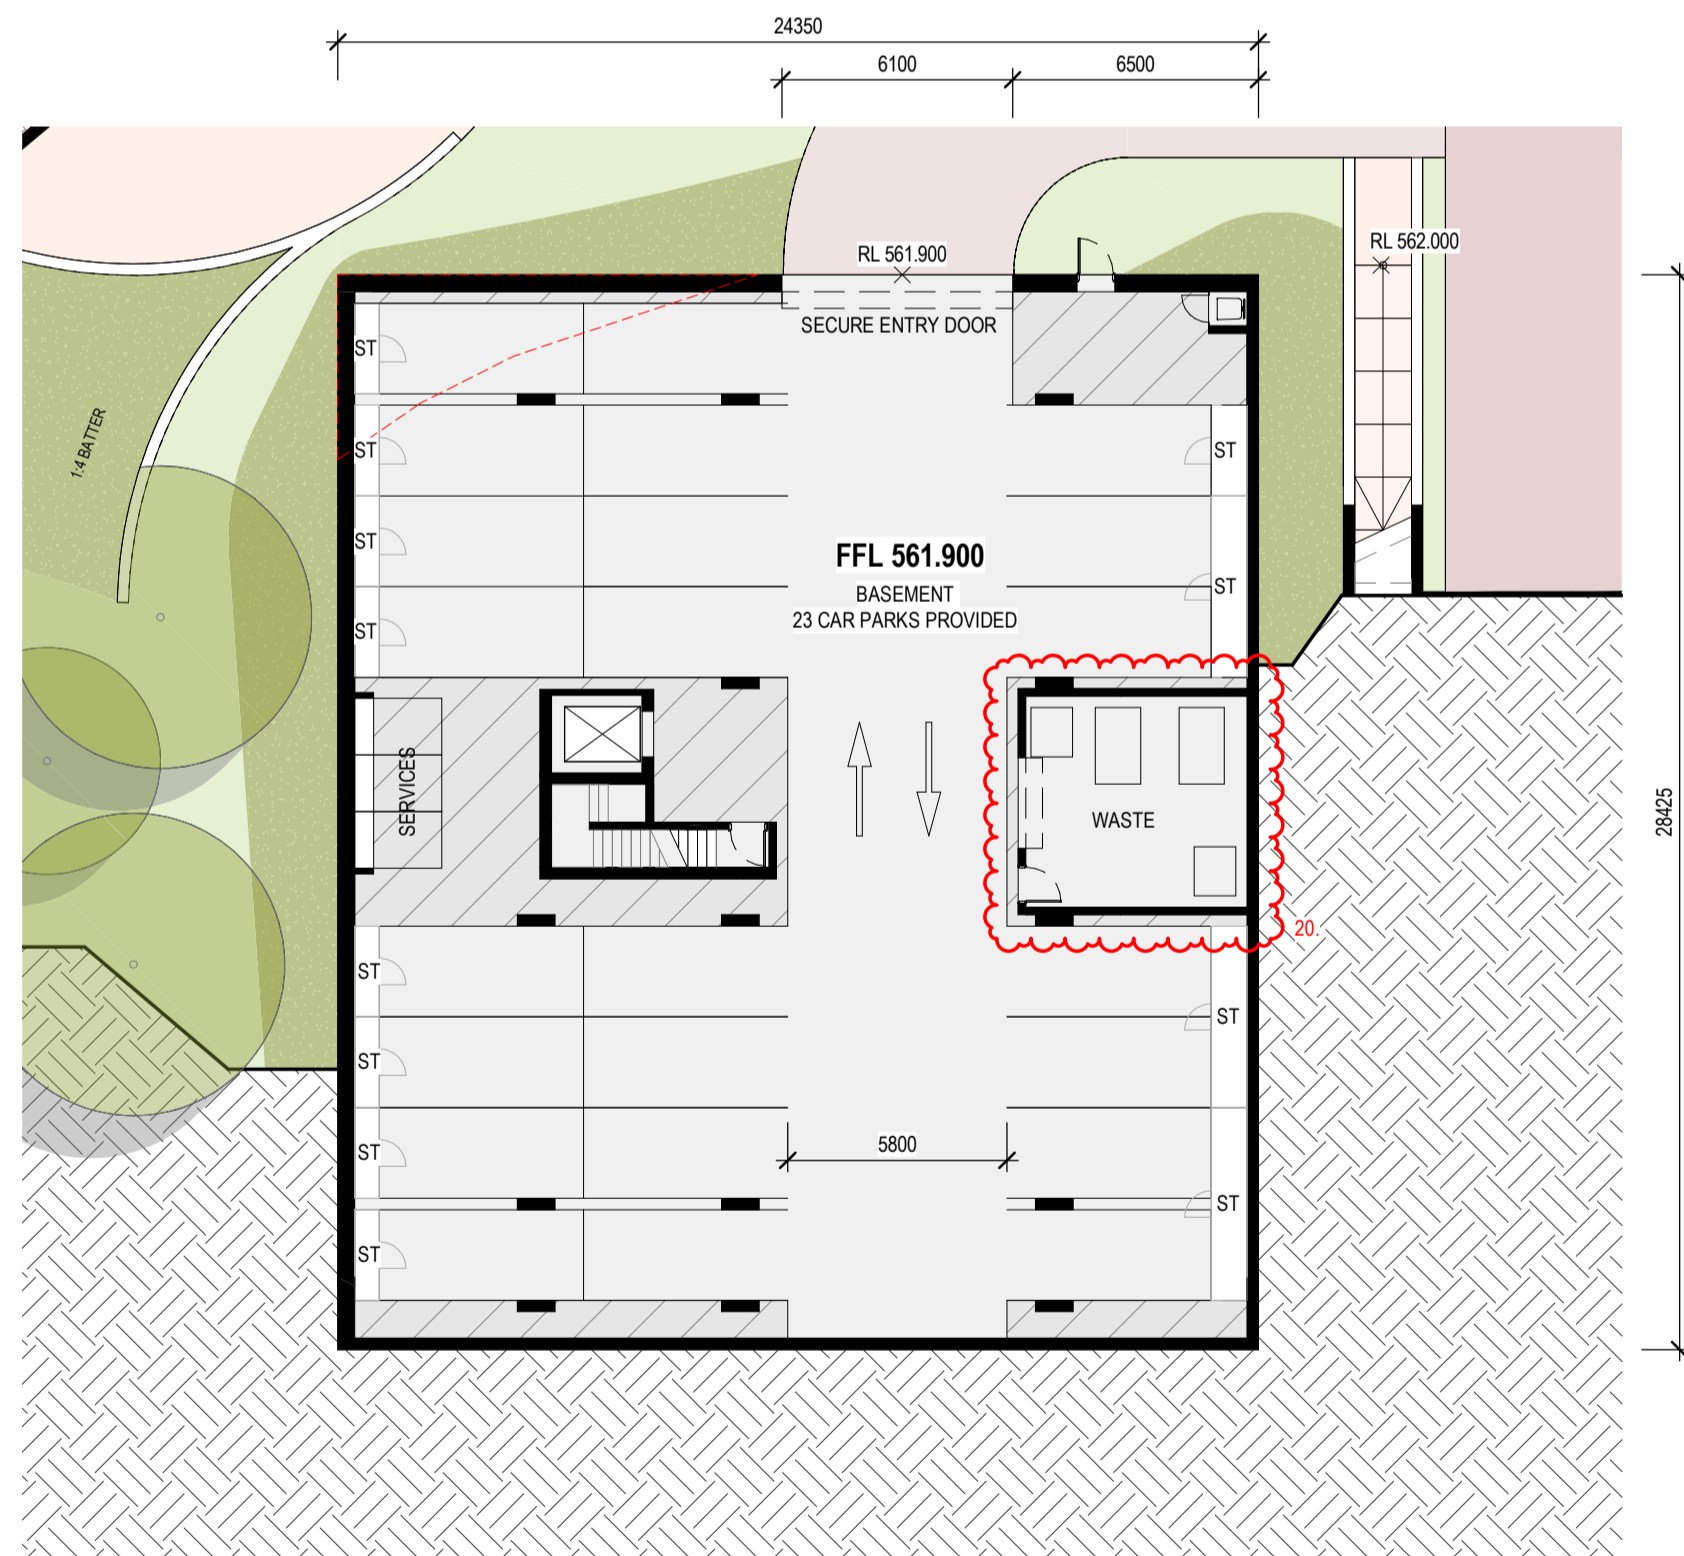 24350
6100
6500
RL 561.900
RL 562.000
SECURE ENTRY DOOR
ST
1:4 BATTER
ST
ST
ST
ST
FFL 561.900
BASEMENT
23 CAR PARKS PROVIDED
ST
ST
SERVICES
WASTE
28425
20.
ST
ST
ST
5800
ST
ST
ST